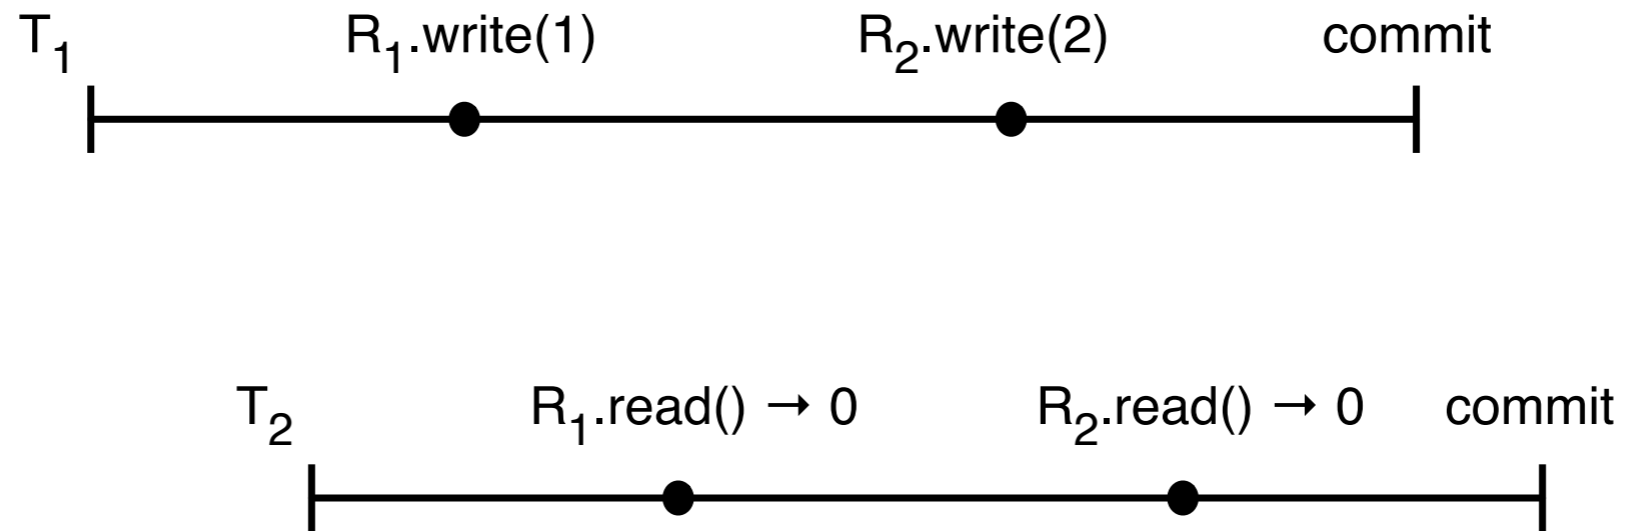 T₁ R₁.write(1) R₂.write(2) commit
T₂ R₁.read() → 0 R₂.read() → 0 commit